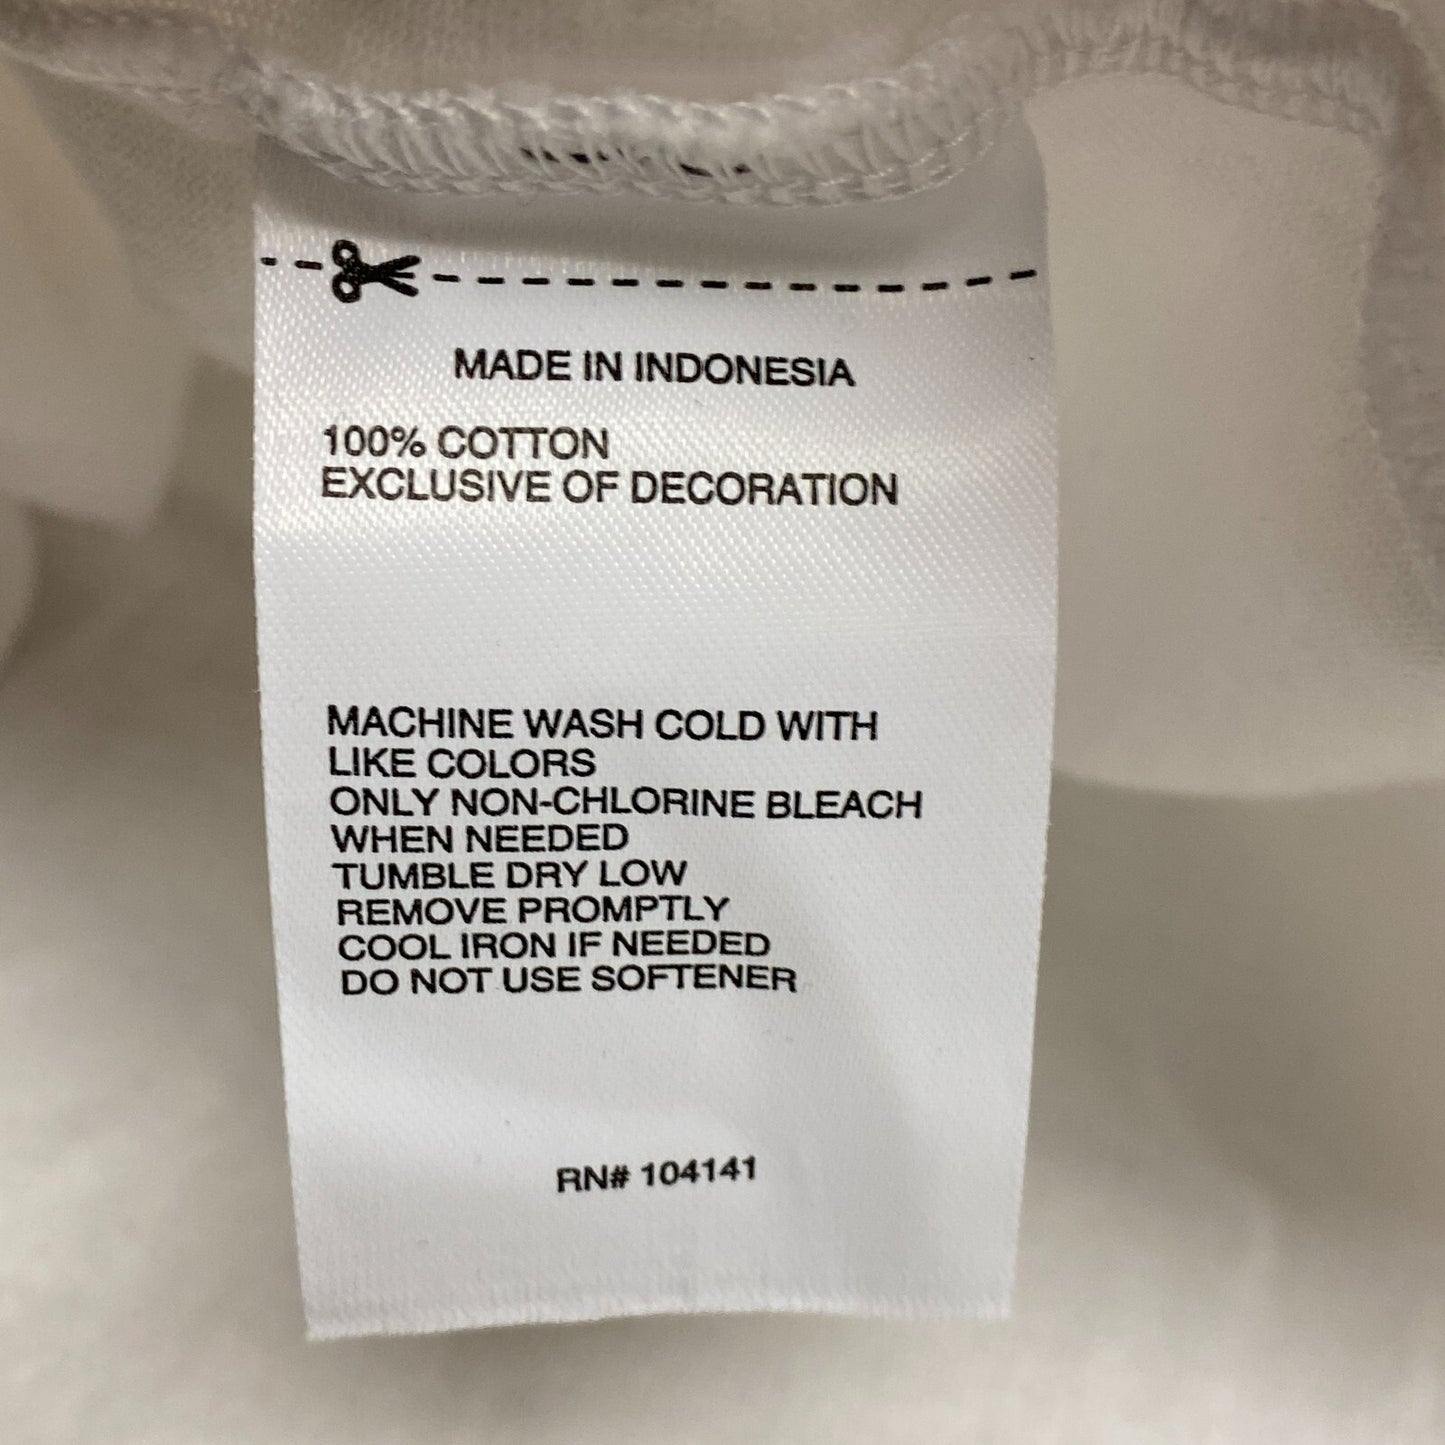 MADE IN INDONESIA
100% COTTON
EXCLUSIVE OF DECORATION
MACHINE WASH COLD WITH
LIKE COLORS
ONLY NON-CHLORINE BLEACH
WHEN NEEDED
TUMBLE DRY LOW
REMOVE PROMPTLY
COOL IRON IF NEEDED
DO NOT USE SOFTENER
RN# 104141